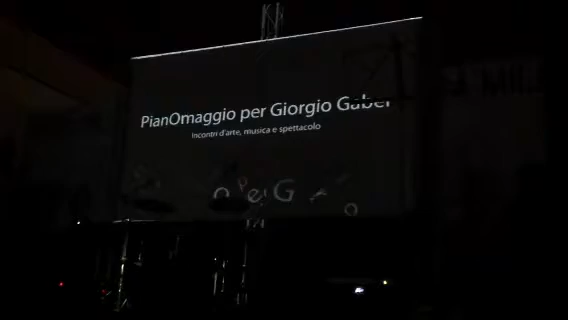 PianOmaggio per Giorgio Gaber
Incontri d'arte, musica e spettacolo